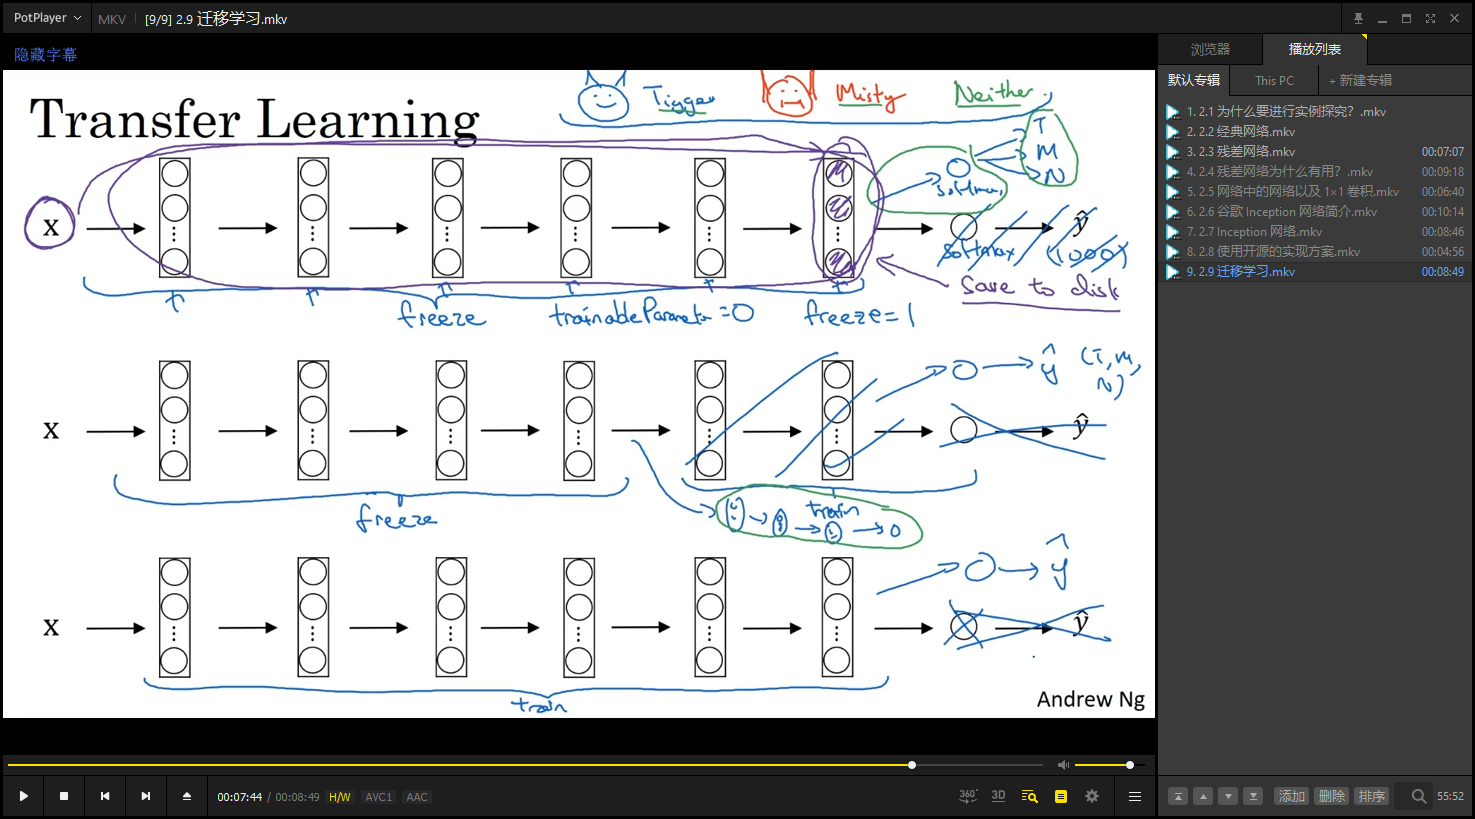 PotPlayer
MKV
[9/9] 2.9 迁移学习.mkv
隐藏字幕
Transfer Learning
Tigger
Misty
Neither
T
M
N
softmax
x
softmax
ŷ
(1000)
Save to disk
freeze
trainableParameter = 0
freeze = 1
ŷ (T, M, N)
x
ŷ
freeze
train
ŷ
x
ŷ
train
Andrew Ng
00:07:44 / 00:08:49 H/W AVC1 AAC
360°
3D
浏览器
播放列表
默认专辑
This PC
+ 新建专辑
1. 2.1 为什么要进行实例探究? .mkv
2. 2.2 经典网络.mkv
3. 2.3 残差网络.mkv 00:07:07
4. 2.4 残差网络为什么有用? .mkv 00:09:18
5. 2.5 网络中的网络以及 1×1 卷积.mkv 00:06:40
6. 2.6 谷歌 Inception 网络简介.mkv 00:10:14
7. 2.7 Inception 网络.mkv 00:08:46
8. 2.8 使用开源的实现方案.mkv 00:04:56
9. 2.9 迁移学习.mkv 00:08:49
添加
删除
排序
55:52